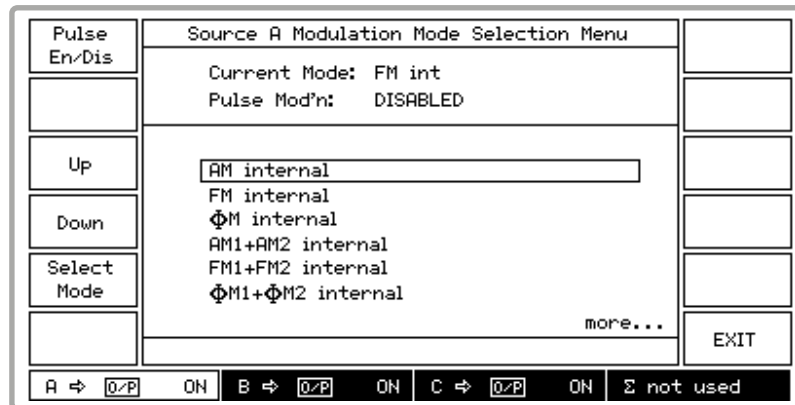 Pulse
En/Dis
Source A Modulation Mode Selection Menu
Current Mode: FM int
Pulse Mod'n: DISABLED
Up
AM internal
FM internal
Down
ΦM internal
AM1+AM2 internal
Select
Mode
FM1+FM2 internal
ΦM1+ΦM2 internal
more...
EXIT
A ⇨ O/P ON B ⇨ O/P ON C ⇨ O/P ON Σ not used